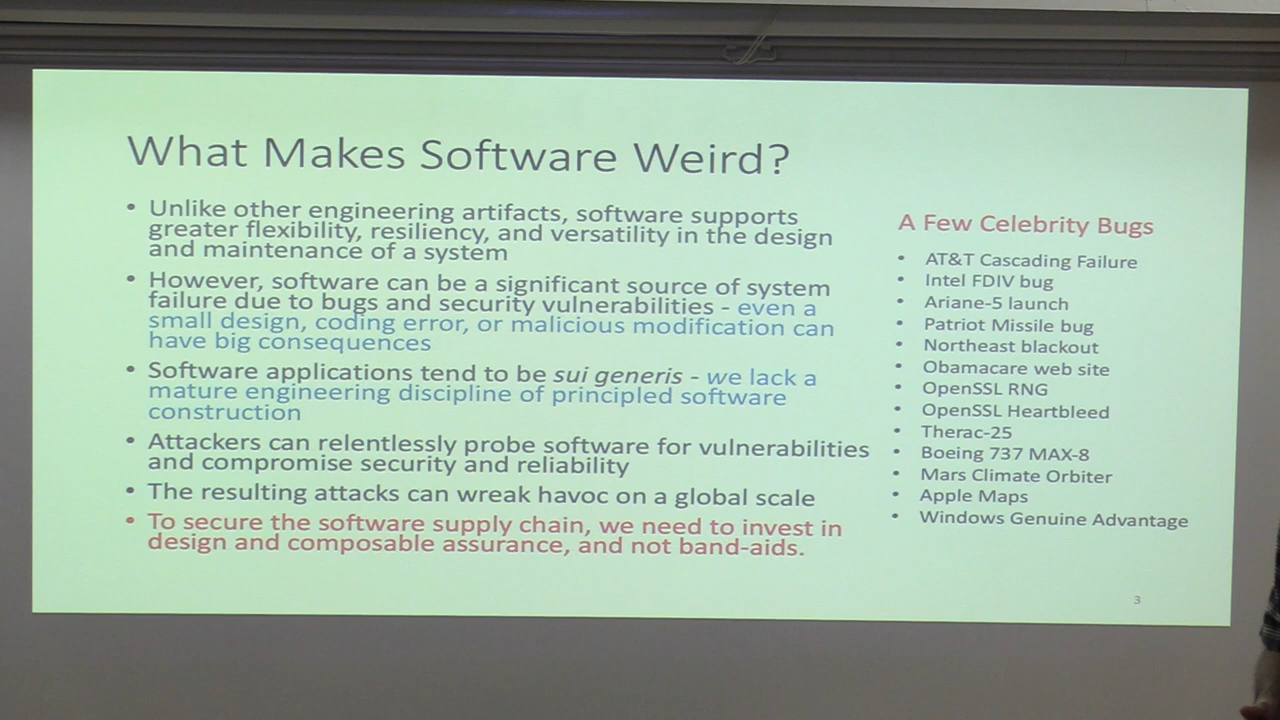 What Makes Software Weird?
• Unlike other engineering artifacts, software supports
greater flexibility, resiliency, and versatility in the design
and maintenance of a system
• However, software can be a significant source of system
failure due to bugs and security vulnerabilities - even a
small design, coding error, or malicious modification can
have big consequences
• Software applications tend to be sui generis - we lack a
mature engineering discipline of principled software
construction
• Attackers can relentlessly probe software for vulnerabilities
and compromise security and reliability
• The resulting attacks can wreak havoc on a global scale
• To secure the software supply chain, we need to invest in
design and composable assurance, and not band-aids.
A Few Celebrity Bugs
• AT&T Cascading Failure
• Intel FDIV bug
• Ariane-5 launch
• Patriot Missile bug
• Northeast blackout
• Obamacare web site
• OpenSSL RNG
• OpenSSL Heartbleed
• Therac-25
• Boeing 737 MAX-8
• Mars Climate Orbiter
• Apple Maps
• Windows Genuine Advantage
3